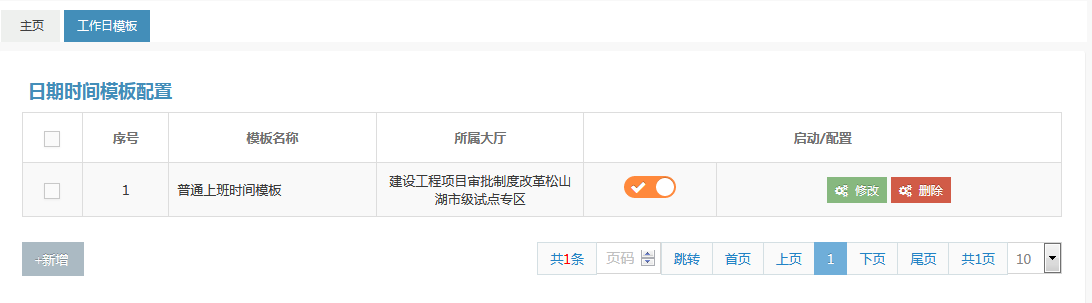 主页 工作日模板
日期时间模板配置
序号 模板名称 所属大厅 启动/配置
1 普通上班时间模板 建设工程项目审批制度改革松山
湖市级试点专区 修改 删除
+新增 共1条 页码 跳转 首页 上页 1 下页 尾页 共1页 10